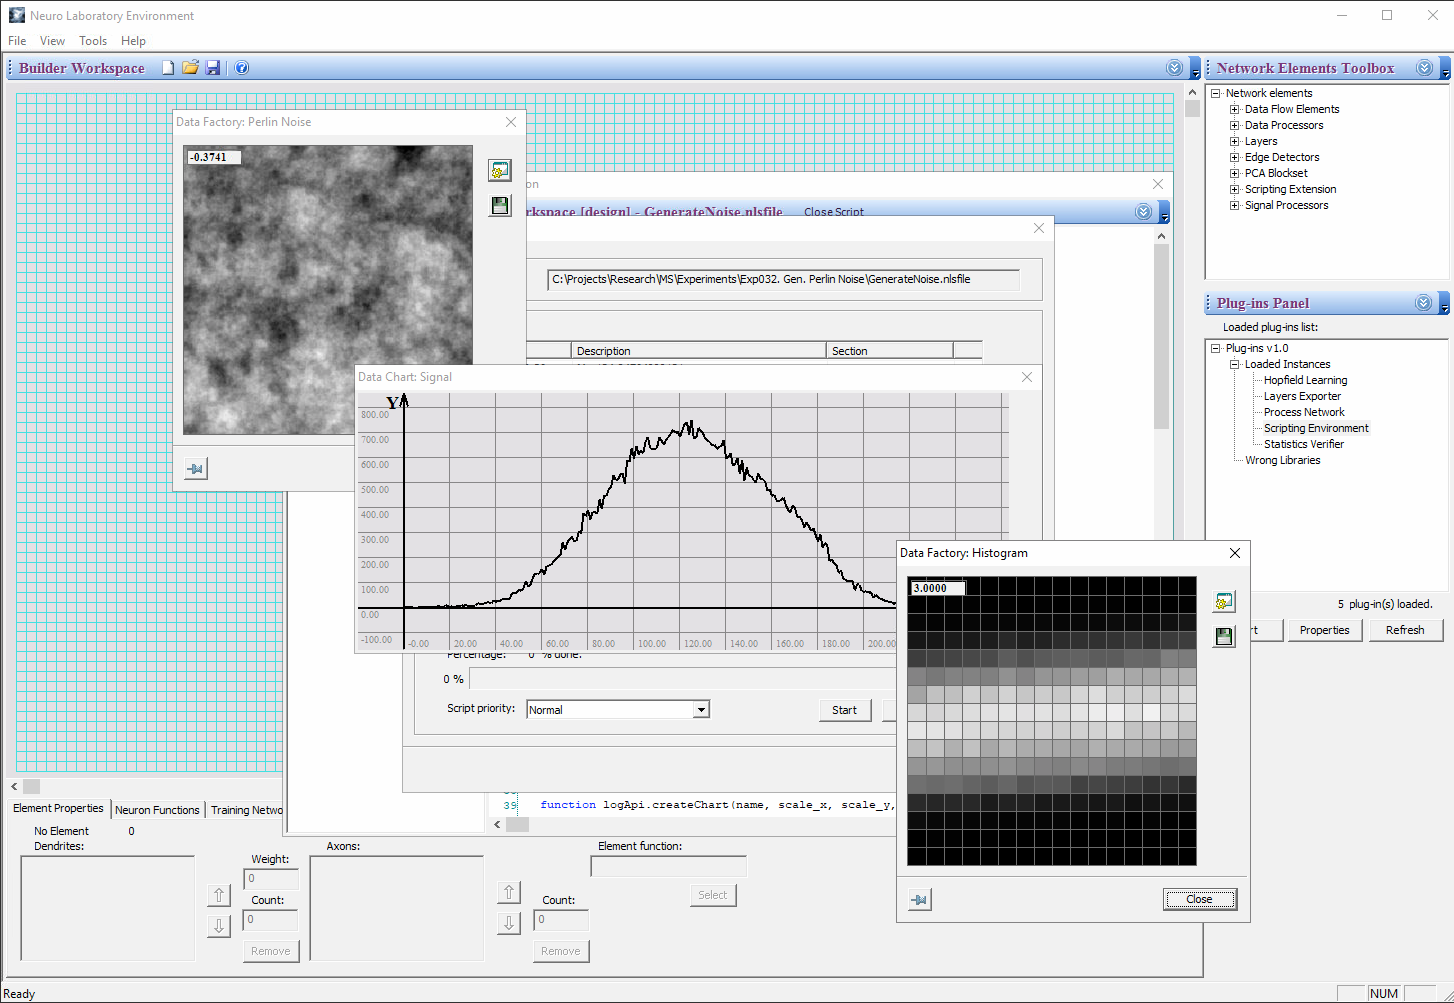 Neuro Laboratory Environment
File View Tools Help
Builder Workspace
Network Elements Toolbox
Network elements
Data Flow Elements
Data Processors
Layers
Edge Detectors
PCA Blockset
Scripting Extension
Signal Processors
Data Factory: Perlin Noise
-0.3741
on
rkspace [design] - GenerateNoise.nlsfile Close Script
C:\Projects\Research\MS\Experiments\Exp032. Gen. Perlin Noise\GenerateNoise.nlsfile
Description Section
Plug-ins Panel
Loaded plug-ins list:
Plug-ins v1.0
Loaded Instances
Hopfield Learning
Layers Exporter
Process Network
Scripting Environment
Statistics Verifier
Wrong Libraries
5 plug-in(s) loaded.
rt Properties Refresh
Data Chart: Signal
Y
800.00
700.00
600.00
500.00
400.00
300.00
200.00
100.00
0.00
-100.00
-0.00 20.00 40.00 60.00 80.00 100.00 120.00 140.00 160.00 180.00 200.00
Percentage: 0 % done.
0 %
Script priority: Normal Start
39 function logApi.createChart(name, scale_x, scale_y,
Data Factory: Histogram
3.0000
Close
Element Properties Neuron Functions Training Netwo
No Element 0
Dendrites:
Weight:
0
Count:
0
Remove
Axons:
Count:
0
Remove
Element function:
Select
Ready NUM